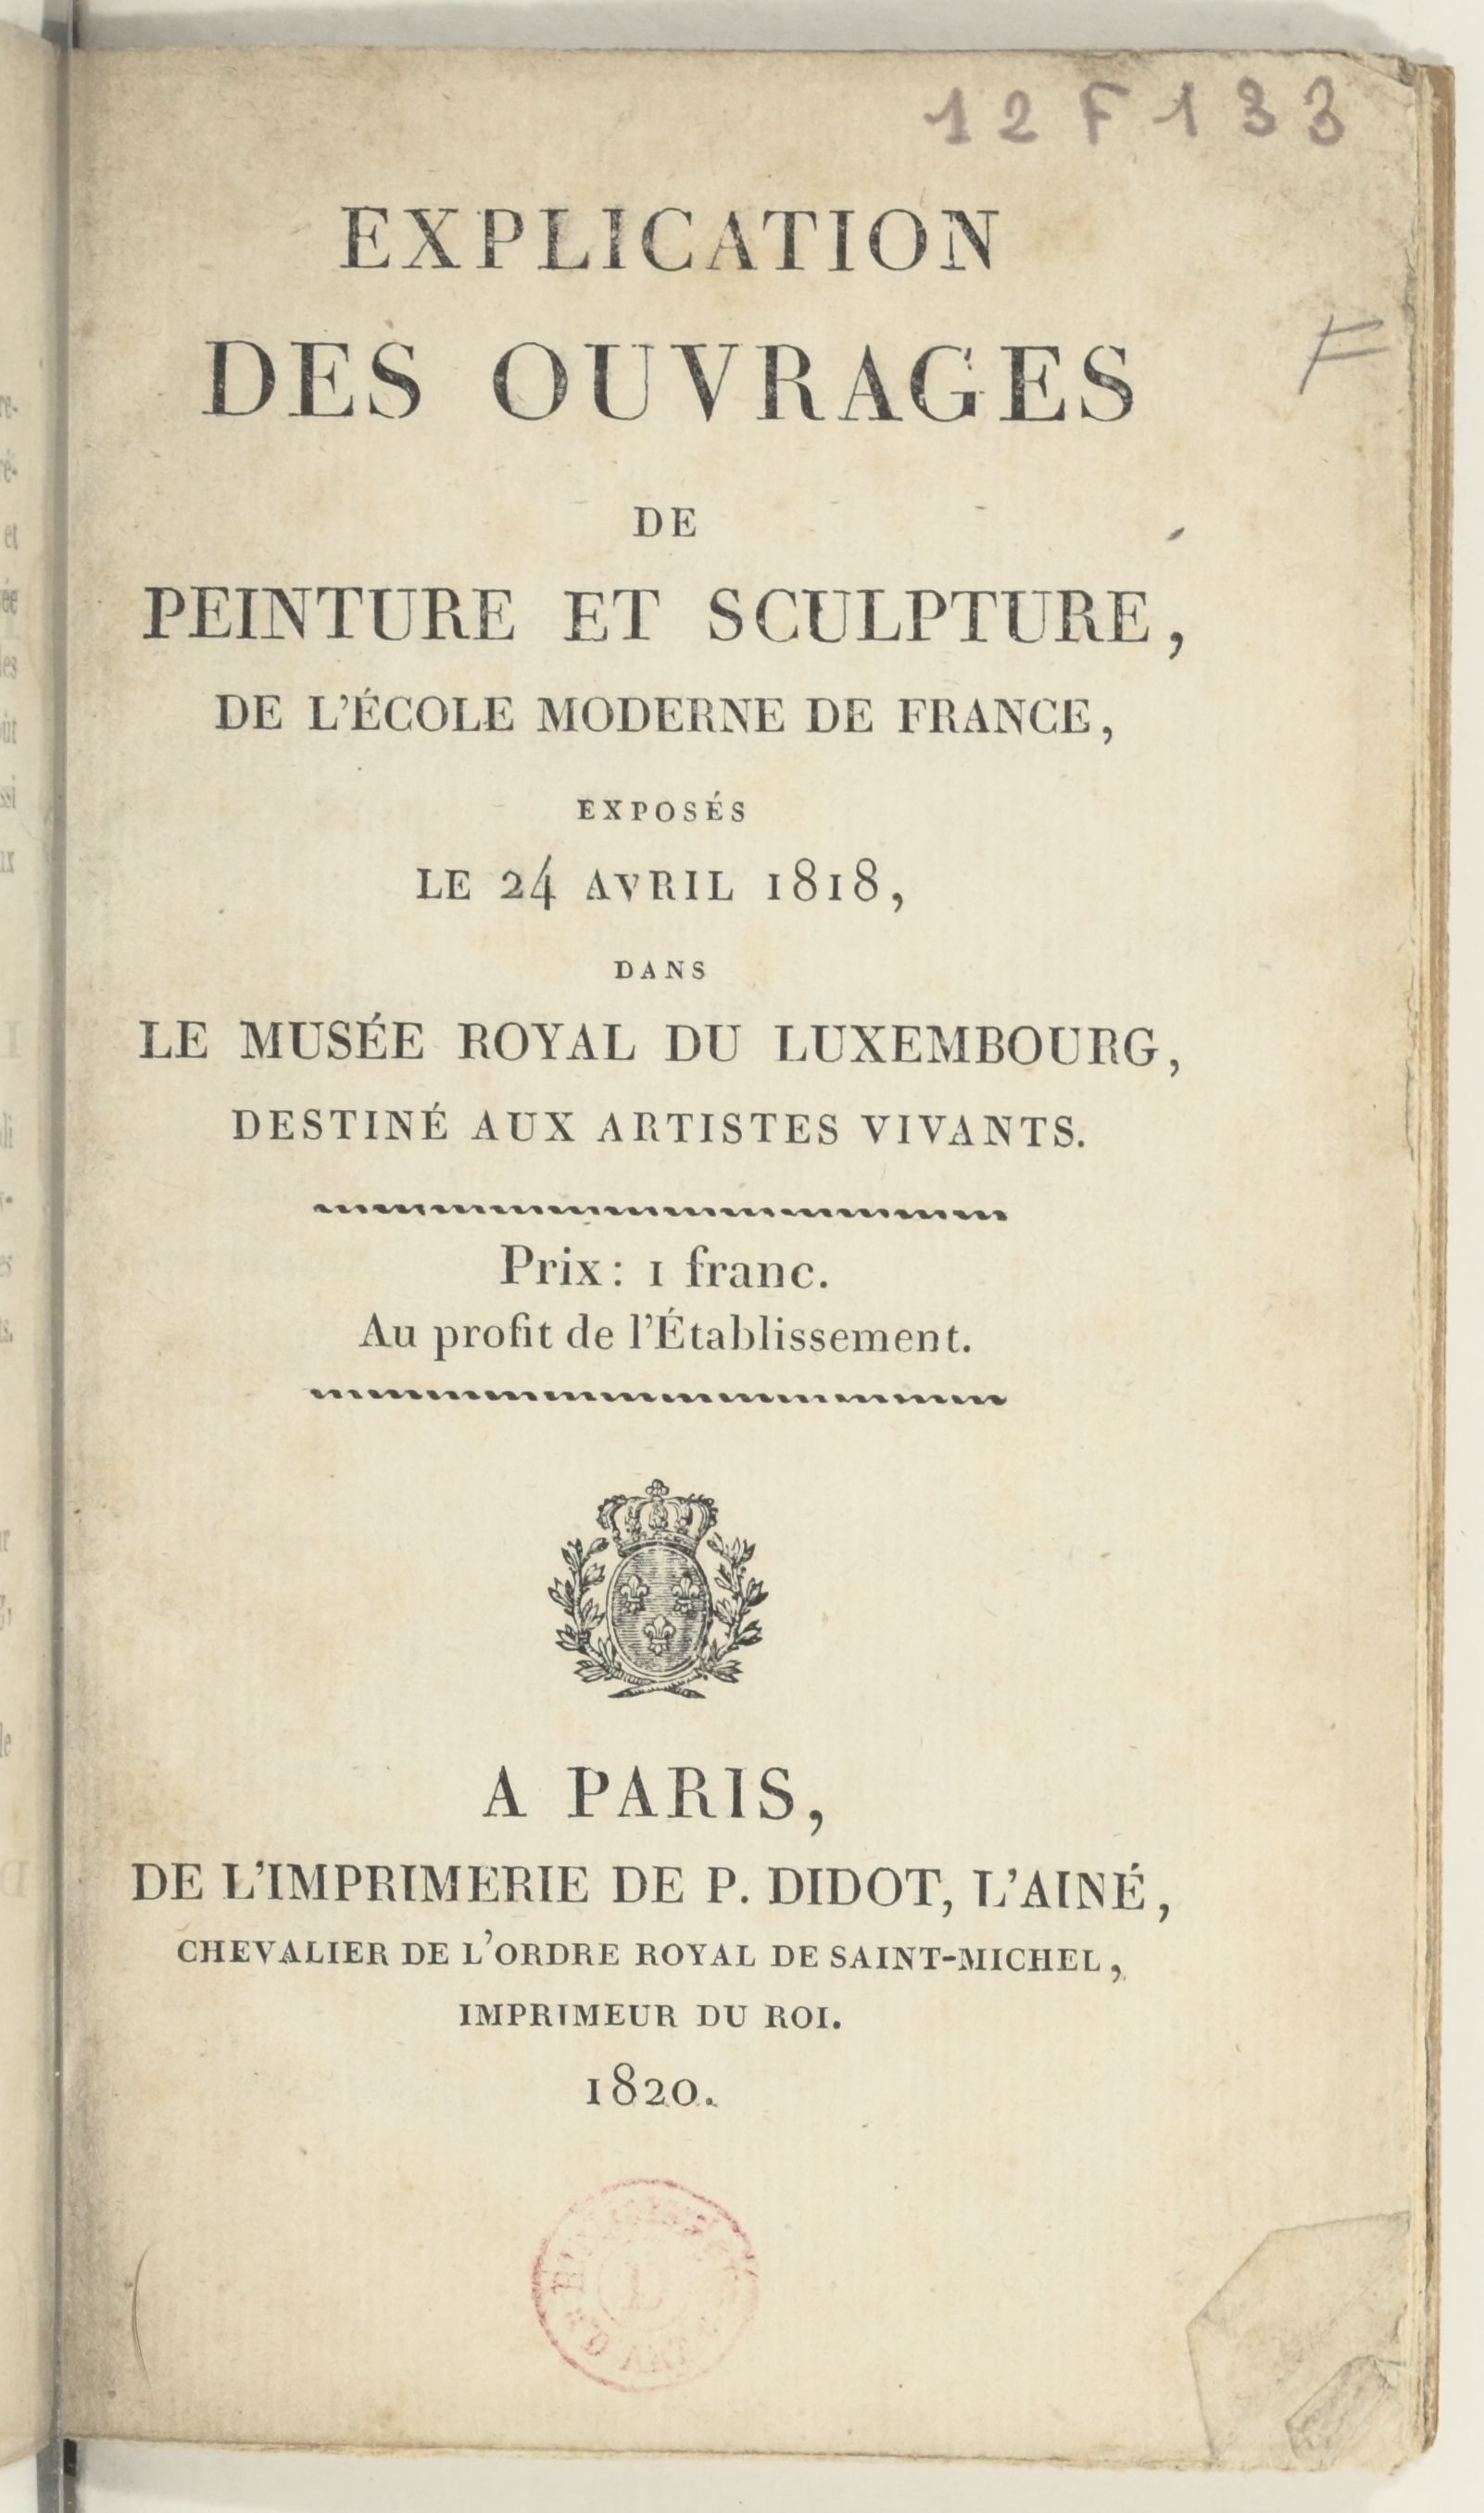 12 F 133
EXPLICATION
DES OUVRAGES
F
DE
PEINTURE ET SCULPTURE,
DE L'ÉCOLE MODERNE DE FRANCE,
EXPOSÉS
LE 24 AVRIL 1818,
DANS
LE MUSÉE ROYAL DU LUXEMBOURG,
DESTINÉ AUX ARTISTES VIVANTS.
Prix: 1 franc.
Au profit de l'Établissement.
A PARIS,
DE L'IMPRIMERIE DE P. DIDOT, L'AINÉ,
CHEVALIER DE L'ORDRE ROYAL DE SAINT-MICHEL,
IMPRIMEUR DU ROI.
1820.